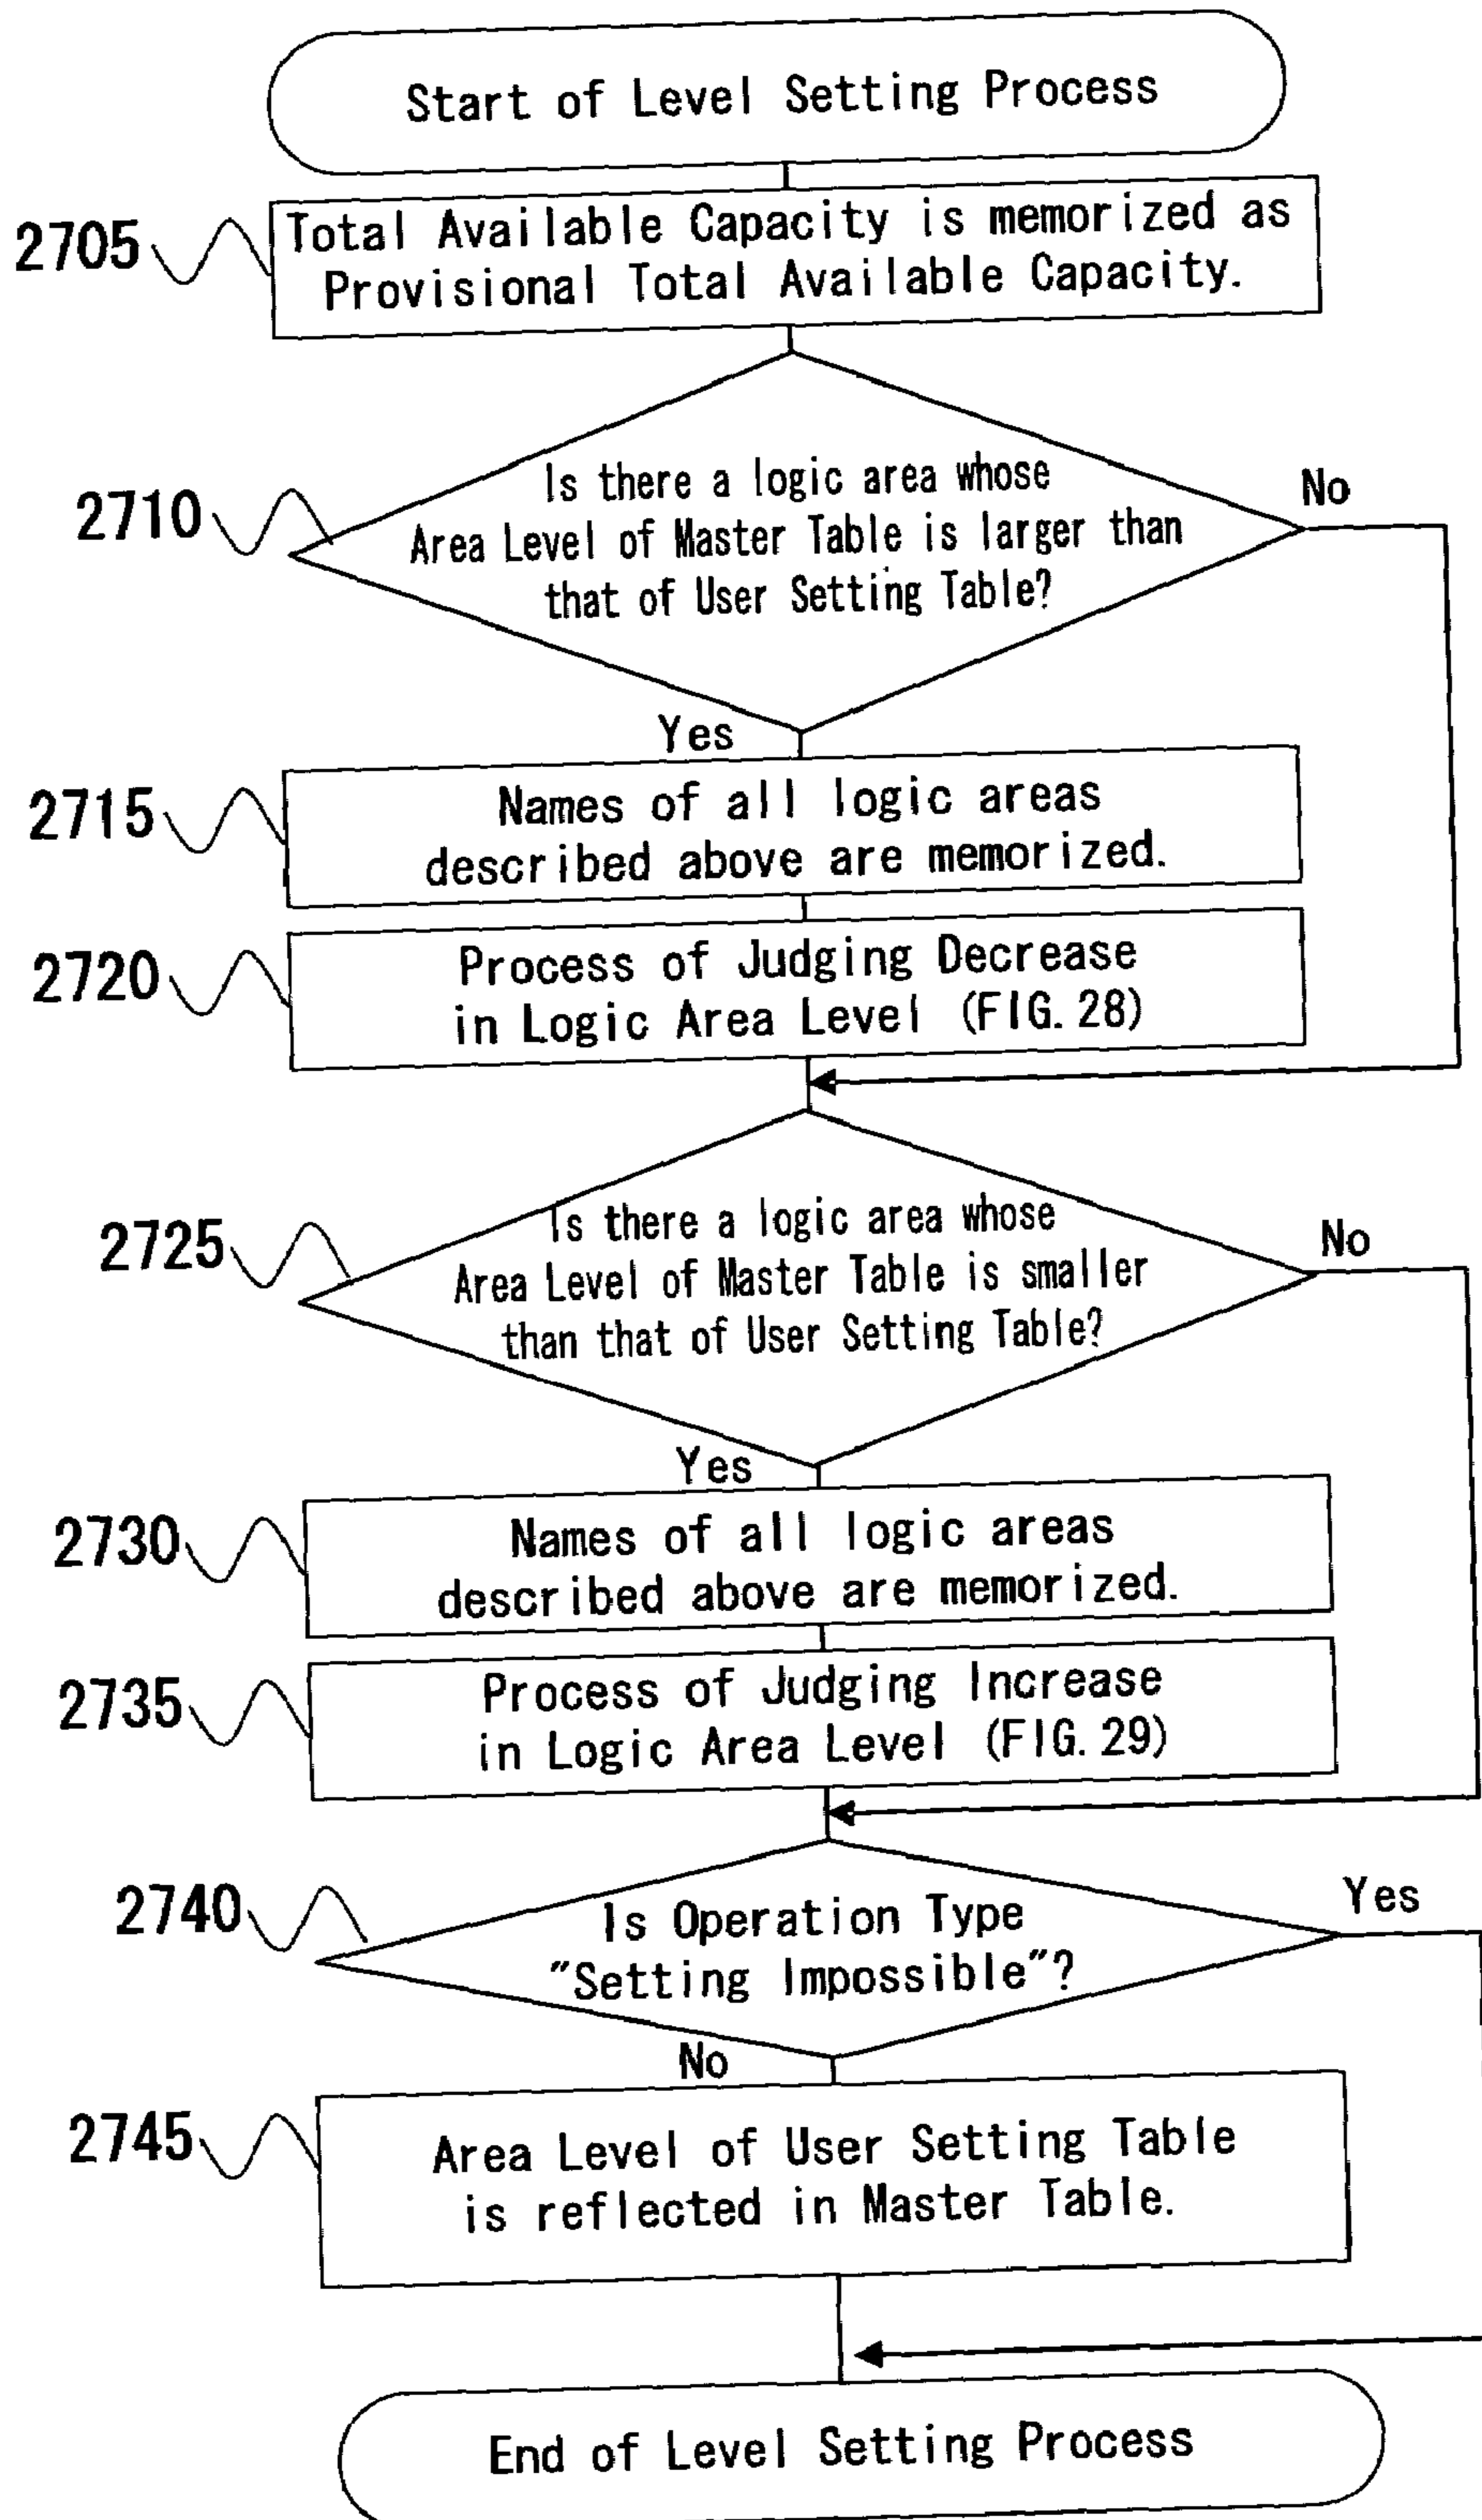 Start of Level Setting Process
2705
Total Available Capacity is memorized as
Provisional Total Available Capacity.
2710
Is there a logic area whose
Area Level of Master Table is larger than
that of User Setting Table?
No
Yes
2715
Names of all logic areas
described above are memorized.
2720
Process of Judging Decrease
in Logic Area Level (FIG. 28)
2725
Is there a logic area whose
Area Level of Master Table is smaller
than that of User Setting Table?
No
Yes
2730
Names of all logic areas
described above are memorized.
2735
Process of Judging Increase
in Logic Area Level (FIG. 29)
2740
Is Operation Type
"Setting Impossible"?
Yes
No
2745
Area Level of User Setting Table
is reflected in Master Table.
End of Level Setting Process